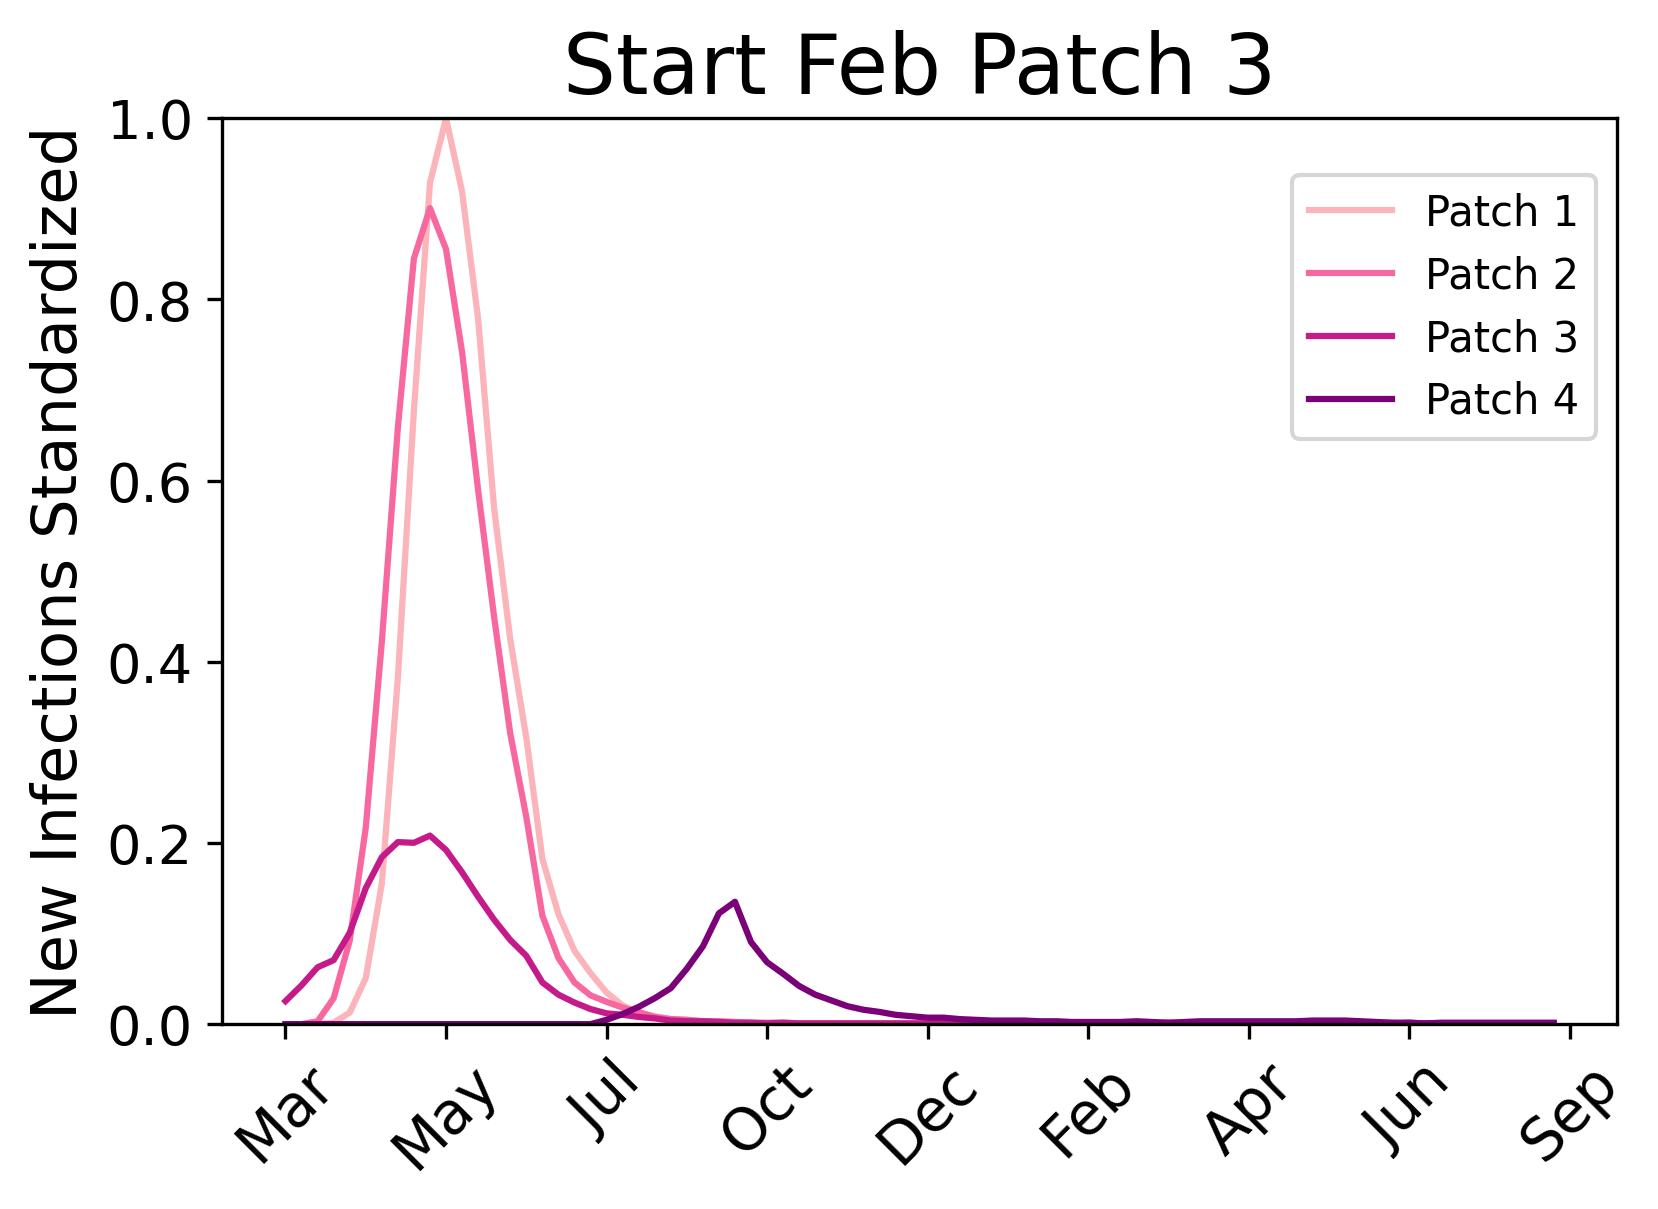 Start Feb Patch 3
New Infections Standardized
1.0
0.8
0.6
0.4
0.2
0.0
Patch 1
Patch 2
Patch 3
Patch 4
Mar May Jul Oct Dec Feb Apr Jun Sep